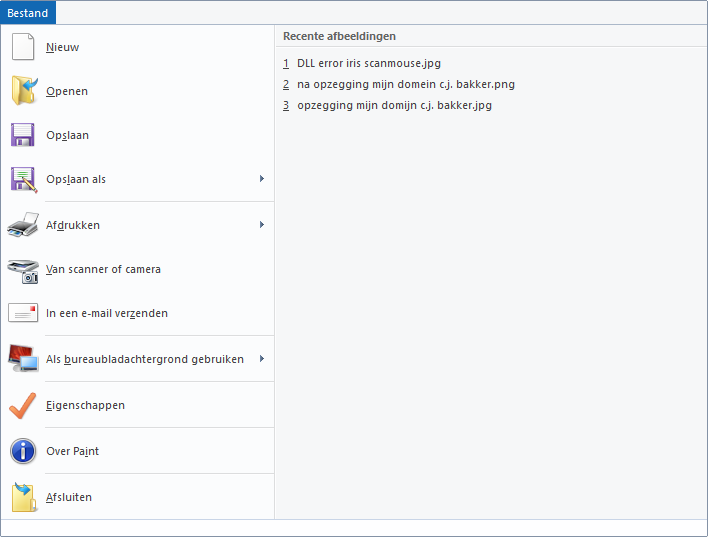 Bestand
Nieuw
Openen
Opslaan
Opslaan als
Afdrukken
Van scanner of camera
In een e-mail verzenden
Als bureaubladachtergrond gebruiken
Eigenschappen
Over Paint
Afsluiten
Recente afbeeldingen
1 DLL error iris scanmouse.jpg
2 na opzegging mijn domein c.j. bakker.png
3 opzegging mijn domijn c.j. bakker.jpg